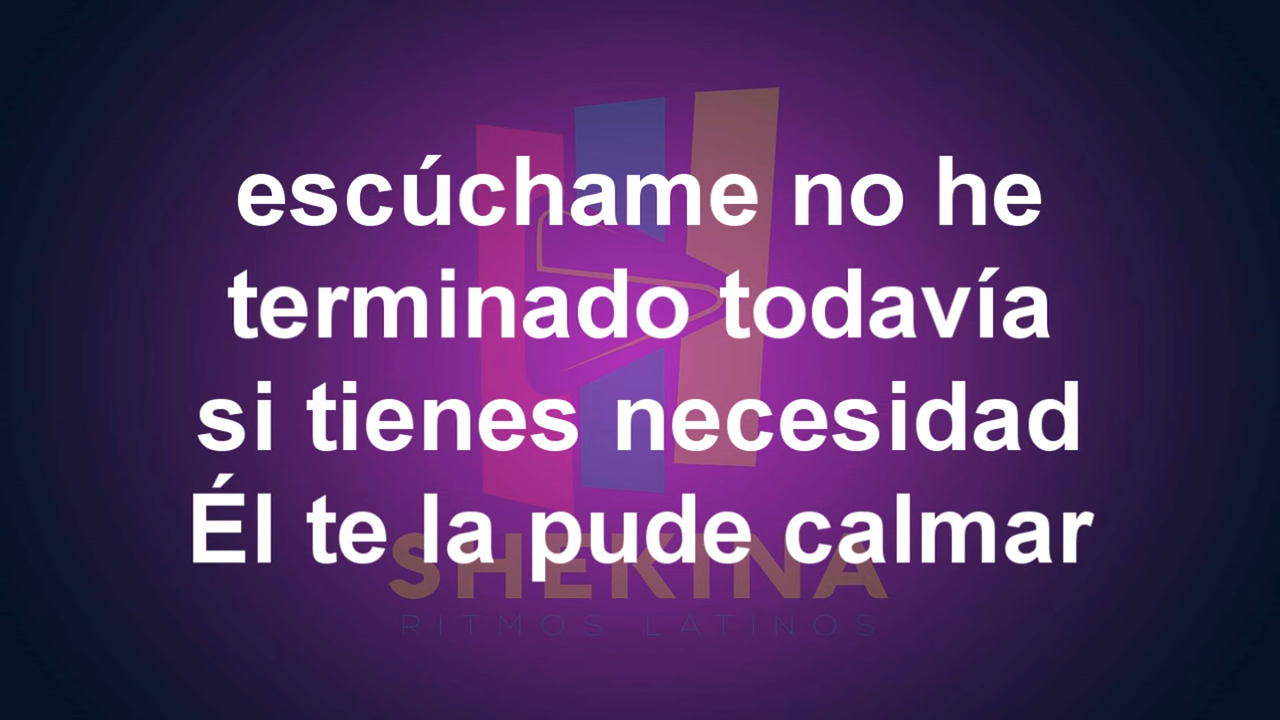 escúchame no he
terminado todavía
si tienes necesidad
Él te la pude calmar
SHEKINA
RITMOS LATINOS